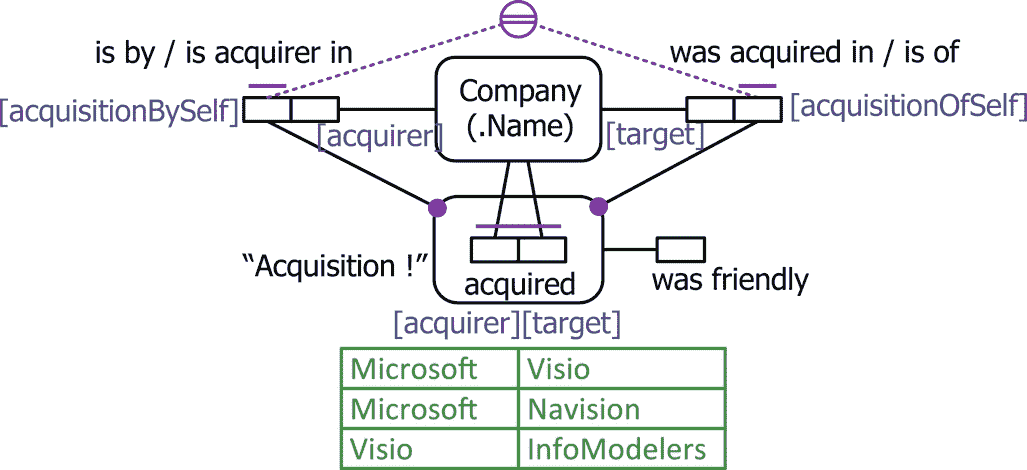 is by / is acquirer in
was acquired in / is of
[acquisitionBySelf]
Company
(.Name)
[acquisitionOfSelf]
[acquirer]
[target]
“Acquisition !”
acquired
was friendly
[acquirer][target]
Microsoft Visio
Microsoft Navision
Visio InfoModelers